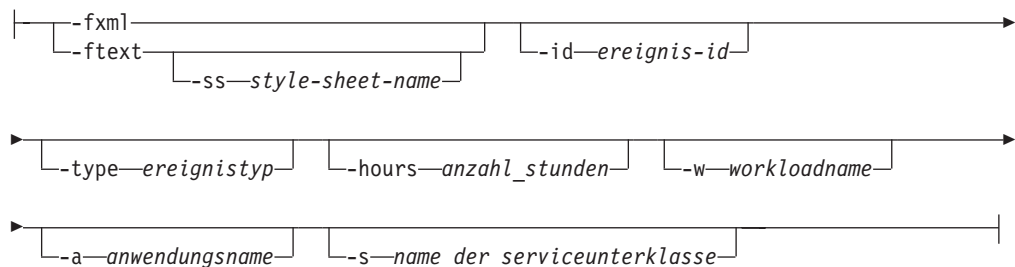 -fxml
-ftext
-id ereignis-id
-ss style-sheet-name
-type ereignistyp
-hours anzahl_stunden
-w workloadname
-a anwendungsname
-s name der serviceunterklasse